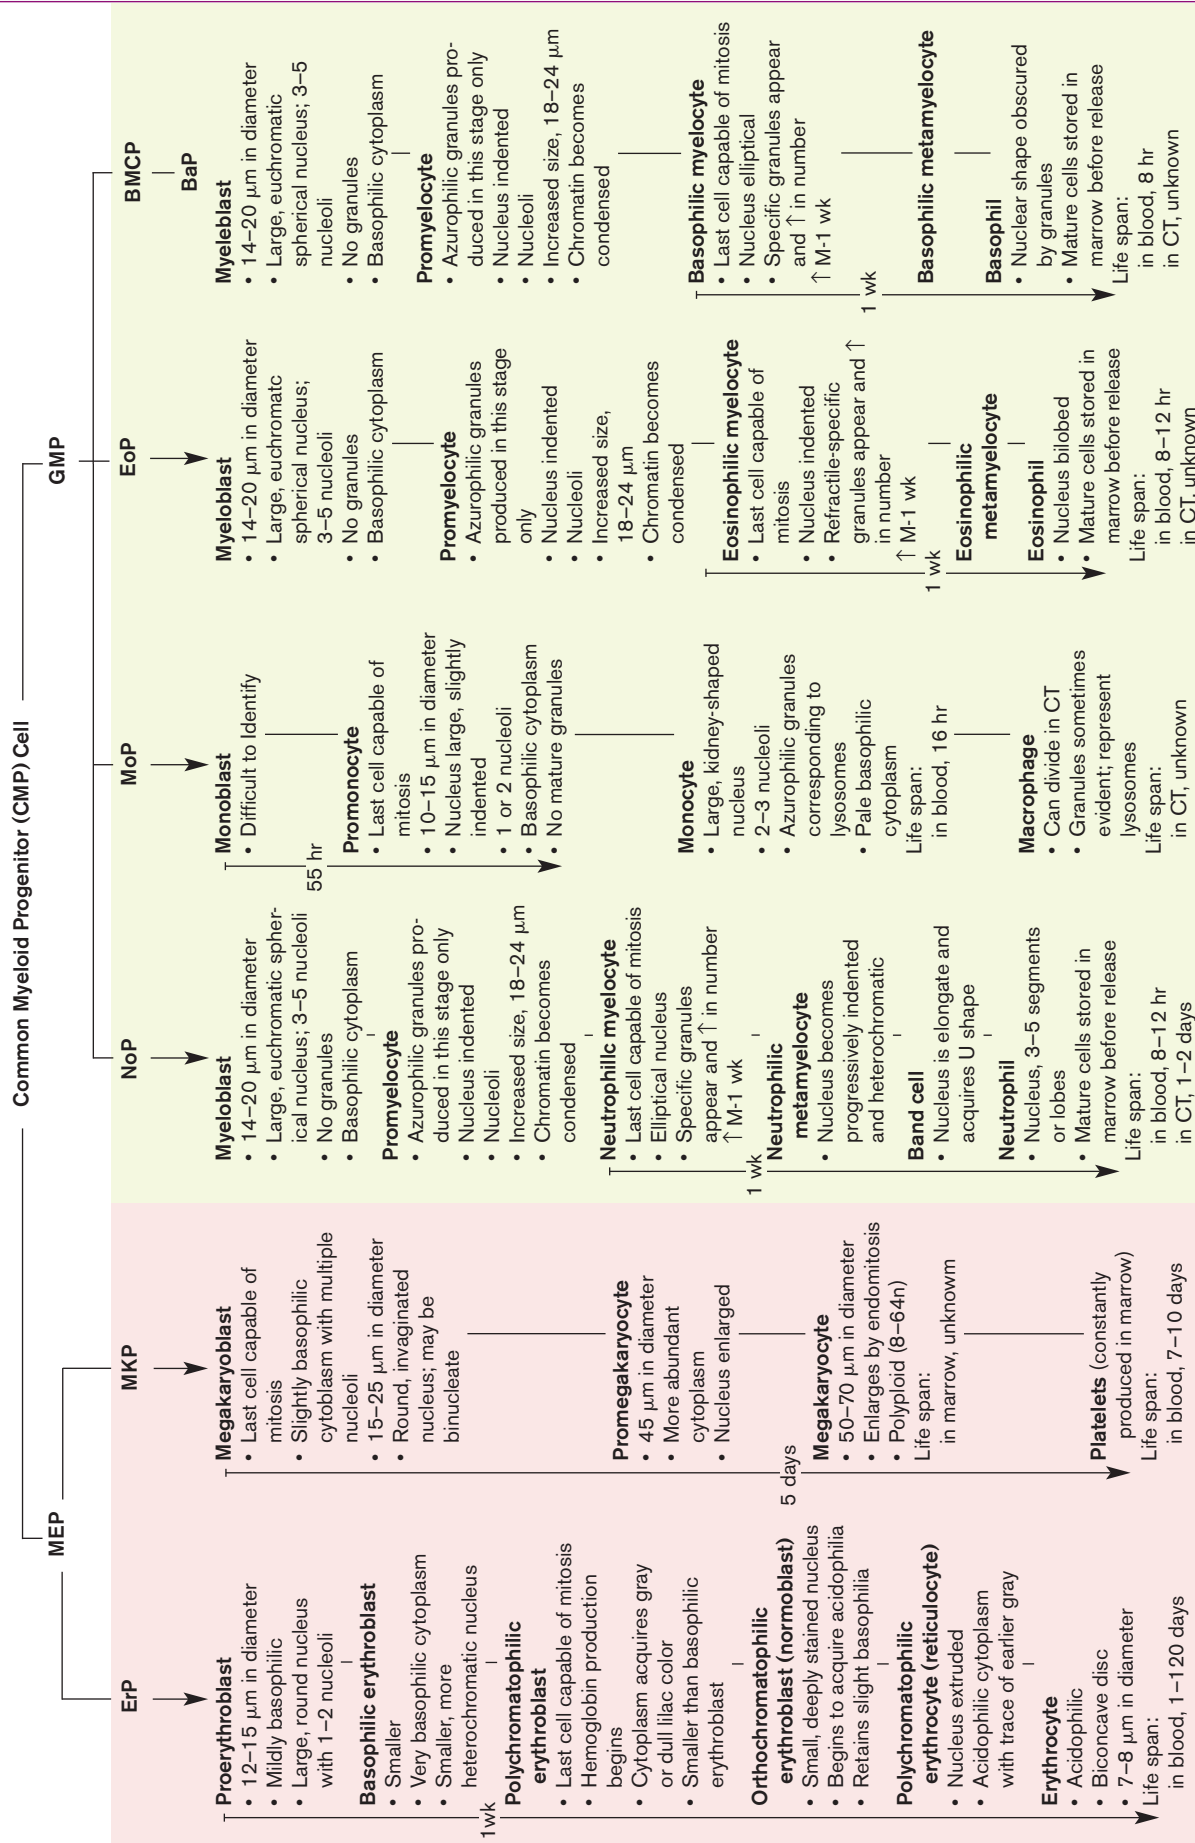 Common Myeloid Progenitor (CMP) Cell
MEP
GMP
ErP
MKP
NoP
MoP
EoP
BMCP
BaP
Proerythroblast
• 12–15 μm in diameter
• Mildly basophilic
• Large, round nucleus
with 1–2 nucleoli
Basophilic erythroblast
• Smaller
• Very basophilic cytoplasm
• Smaller, more
heterochromatic nucleus
Polychromatophilic
erythroblast
• Last cell capable of mitosis
• Hemoglobin production
begins
• Cytoplasm acquires gray
or dull lilac color
• Smaller than basophilic
erythroblast
Orthochromatophilic
erythroblast (normoblast)
• Small, deeply stained nucleus
• Begins to acquire acidophilia
• Retains slight basophilia
Polychromatophilic
erythrocyte (reticulocyte)
• Nucleus extruded
• Acidophilic cytoplasm
with trace of earlier gray
Erythrocyte
• Acidophilic
• Biconcave disc
• 7–8 μm in diameter
Life span:
in blood, 1–120 days
1wk
Megakaryoblast
• Last cell capable of
mitosis
• Slightly basophilic
cytoblasm with multiple
nucleoli
• 15–25 μm in diameter
• Round, invaginated
nucleus; may be
binucleate
Promegakaryocyte
• 45 μm in diameter
• More abundant
cytoplasm
• Nucleus enlarged
Megakaryocyte
• 50–70 μm in diameter
• Enlarges by endomitosis
• Polyploid (8–64n)
Life span:
in marrow, unknowm
Platelets (constantly
produced in marrow)
Life span:
in blood, 7–10 days
5 days
Myeloblast
• 14–20 μm in diameter
• Large, euchromatic spher-
ical nucleus; 3–5 nucleoli
• No granules
• Basophilic cytoplasm
Promyelocyte
• Azurophilic granules pro-
duced in this stage only
• Nucleus indented
• Nucleoli
• Increased size, 18–24 μm
• Chromatin becomes
condensed
Neutrophilic myelocyte
• Last cell capable of mitosis
• Elliptical nucleus
• Specific granules
appear and ↑ in number
↑ M-1 wk
Neutrophilic
metamyelocyte
• Nucleus becomes
progressively indented
and heterochromatic
Band cell
• Nucleus is elongate and
acquires U shape
Neutrophil
• Nucleus, 3–5 segments
or lobes
• Mature cells stored in
marrow before release
Life span:
in blood, 8–12 hr
in CT, 1–2 days
1 wk
Monoblast
• Difficult to Identify
Promonocyte
• Last cell capable of
mitosis
• 10–15 μm in diameter
• Nucleus large, slightly
indented
• 1 or 2 nucleoli
• Basophilic cytoplasm
• No mature granules
55 hr
Monocyte
• Large, kidney-shaped
nucleus
• 2–3 nucleoli
• Azurophilic granules
corresponding to
lysosomes
• Pale basophilic
cytoplasm
Life span:
in blood, 16 hr
Macrophage
• Can divide in CT
• Granules sometimes
evident; represent
lysosomes
Life span:
in CT, unknown
Myeloblast
• 14–20 μm in diameter
• Large, euchromatc
spherical nucleus;
3–5 nucleoli
• No granules
• Basophilic cytoplasm
Promyelocyte
• Azurophilic granules
produced in this stage
only
• Nucleus indented
• Nucleoli
• Increased size,
18–24 μm
• Chromatin becomes
condensed
Eosinophilic myelocyte
• Last cell capable of
mitosis
• Nucleus indented
• Refractile-specific
granules appear and ↑
in number
↑ M-1 wk
Eosinophilic
metamyelocyte
Eosinophil
• Nucleus bilobed
• Mature cells stored in
marrow before release
Life span:
in blood, 8–12 hr
in CT, unknown
1 wk
Myeleblast
• 14–20 μm in diameter
• Large, euchromatic
spherical nucleus; 3–5
nucleoli
• No granules
• Basophilic cytoplasm
Promyelocyte
• Azurophilic granules pro-
duced in this stage only
• Nucleus indented
• Nucleoli
• Increased size, 18–24 μm
• Chromatin becomes
condensed
Basophilic myelocyte
• Last cell capable of mitosis
• Nucleus elliptical
• Specific granules appear
and ↑ in number
↑ M-1 wk
Basophilic metamyelocyte
Basophil
• Nuclear shape obscured
by granules
• Mature cells stored in
marrow before release
Life span:
in blood, 8 hr
in CT, unknown
1 wk